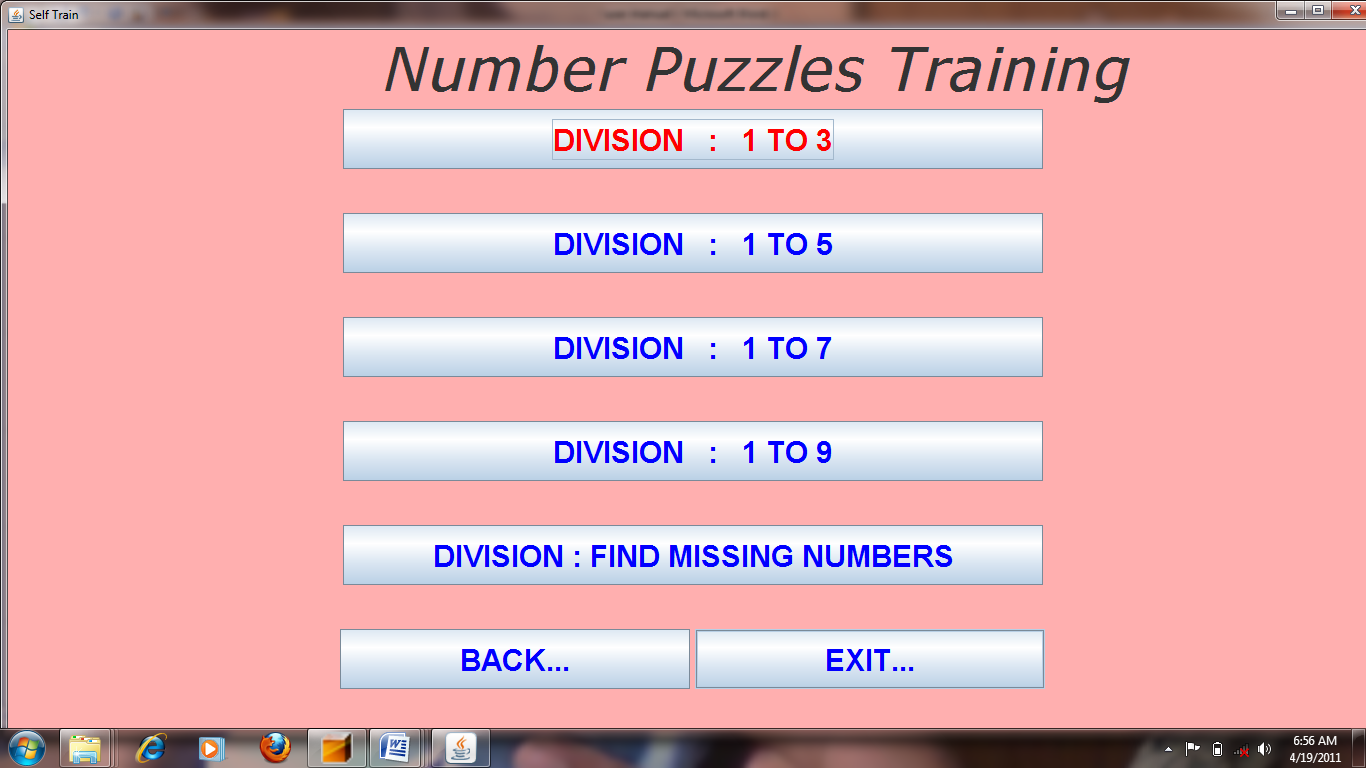 Self Train
Number Puzzles Training
DIVISION : 1 TO 3
DIVISION : 1 TO 5
DIVISION : 1 TO 7
DIVISION : 1 TO 9
DIVISION : FIND MISSING NUMBERS
BACK... EXIT...
6:56 AM
4/19/2011